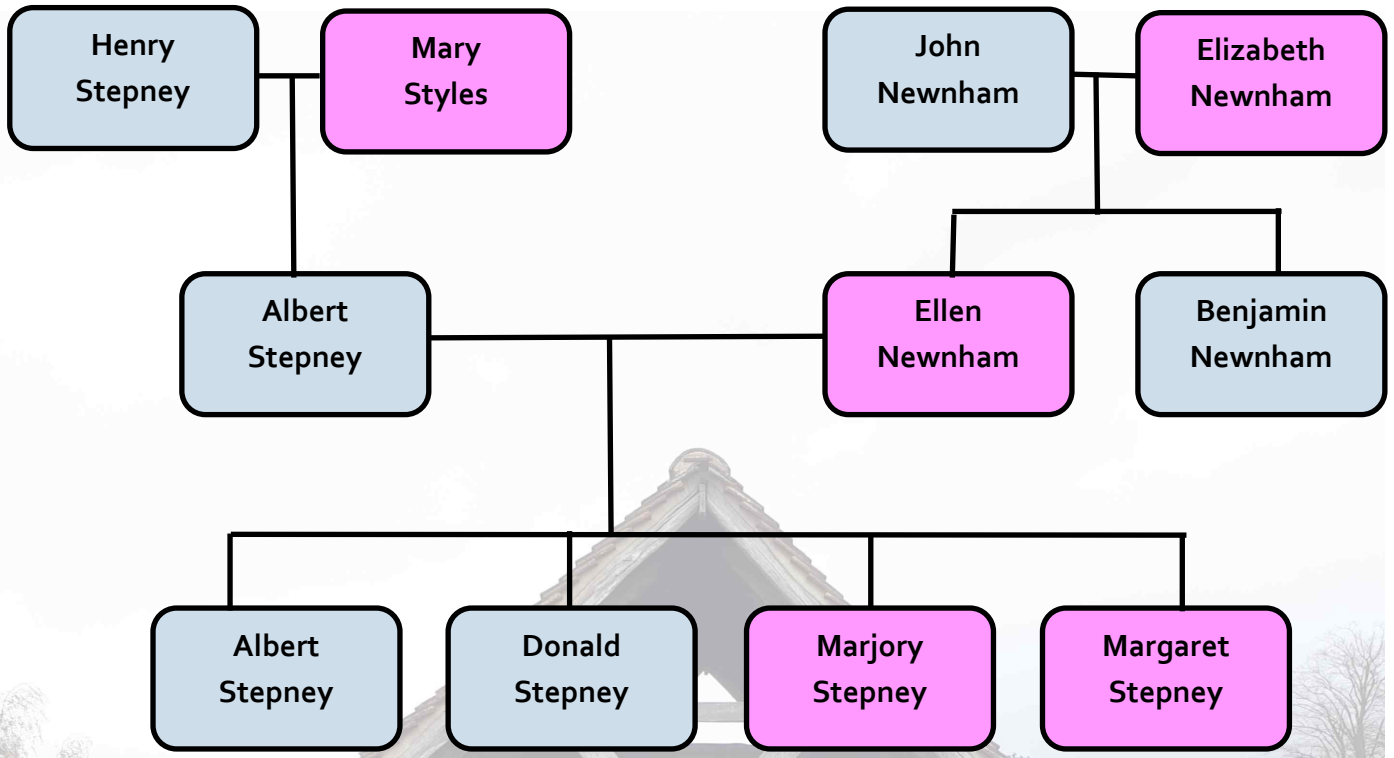 Henry
Stepney
Mary
Styles
John
Newnham
Elizabeth
Newnham
Albert
Stepney
Ellen
Newnham
Benjamin
Newnham
Albert
Stepney
Donald
Stepney
Marjory
Stepney
Margaret
Stepney